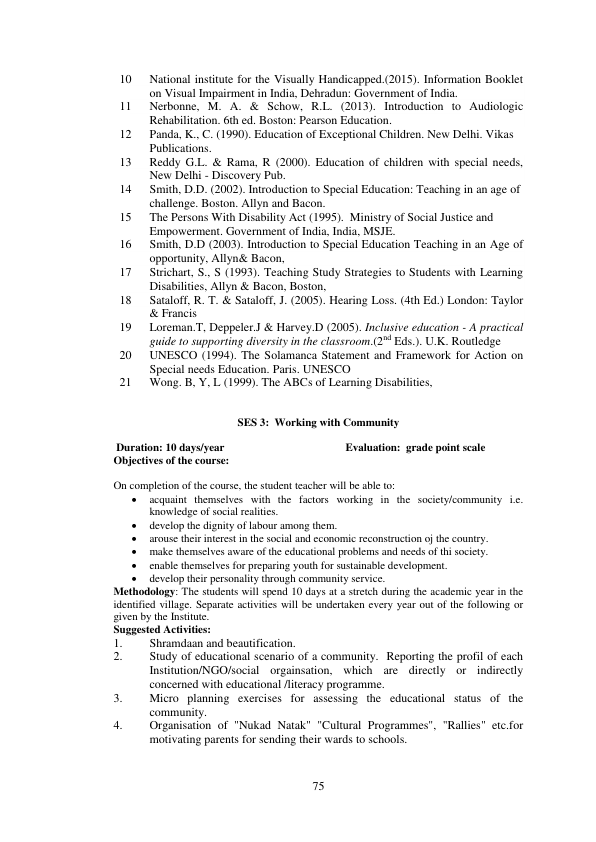 10 National institute for the Visually Handicapped.(2015). Information Booklet
on Visual Impairment in India, Dehradun: Government of India.
11 Nerbonne, M. A. & Schow, R.L. (2013). Introduction to Audiologic
Rehabilitation. 6th ed. Boston: Pearson Education.
12 Panda, K., C. (1990). Education of Exceptional Children. New Delhi. Vikas
Publications.
13 Reddy G.L. & Rama, R (2000). Education of children with special needs,
New Delhi - Discovery Pub.
14 Smith, D.D. (2002). Introduction to Special Education: Teaching in an age of
challenge. Boston. Allyn and Bacon.
15 The Persons With Disability Act (1995). Ministry of Social Justice and
Empowerment. Government of India, India, MSJE.
16 Smith, D.D (2003). Introduction to Special Education Teaching in an Age of
opportunity, Allyn& Bacon,
17 Strichart, S., S (1993). Teaching Study Strategies to Students with Learning
Disabilities, Allyn & Bacon, Boston,
18 Sataloff, R. T. & Sataloff, J. (2005). Hearing Loss. (4th Ed.) London: Taylor
& Francis
19 Loreman.T, Deppeler.J & Harvey.D (2005). Inclusive education - A practical
guide to supporting diversity in the classroom.(2nd Eds.). U.K. Routledge
20 UNESCO (1994). The Solamanca Statement and Framework for Action on
Special needs Education. Paris. UNESCO
21 Wong. B, Y, L (1999). The ABCs of Learning Disabilities,
SES 3: Working with Community
Duration: 10 days/year Evaluation: grade point scale
Objectives of the course:
On completion of the course, the student teacher will be able to:
• acquaint themselves with the factors working in the society/community i.e.
knowledge of social realities.
• develop the dignity of labour among them.
• arouse their interest in the social and economic reconstruction oj the country.
• make themselves aware of the educational problems and needs of thi society.
• enable themselves for preparing youth for sustainable development.
• develop their personality through community service.
Methodology: The students will spend 10 days at a stretch during the academic year in the
identified village. Separate activities will be undertaken every year out of the following or
given by the Institute.
Suggested Activities:
1. Shramdaan and beautification.
2. Study of educational scenario of a community. Reporting the profil of each
Institution/NGO/social orgainsation, which are directly or indirectly
concerned with educational /literacy programme.
3. Micro planning exercises for assessing the educational status of the
community.
4. Organisation of "Nukad Natak" "Cultural Programmes", "Rallies" etc.for
motivating parents for sending their wards to schools.
75